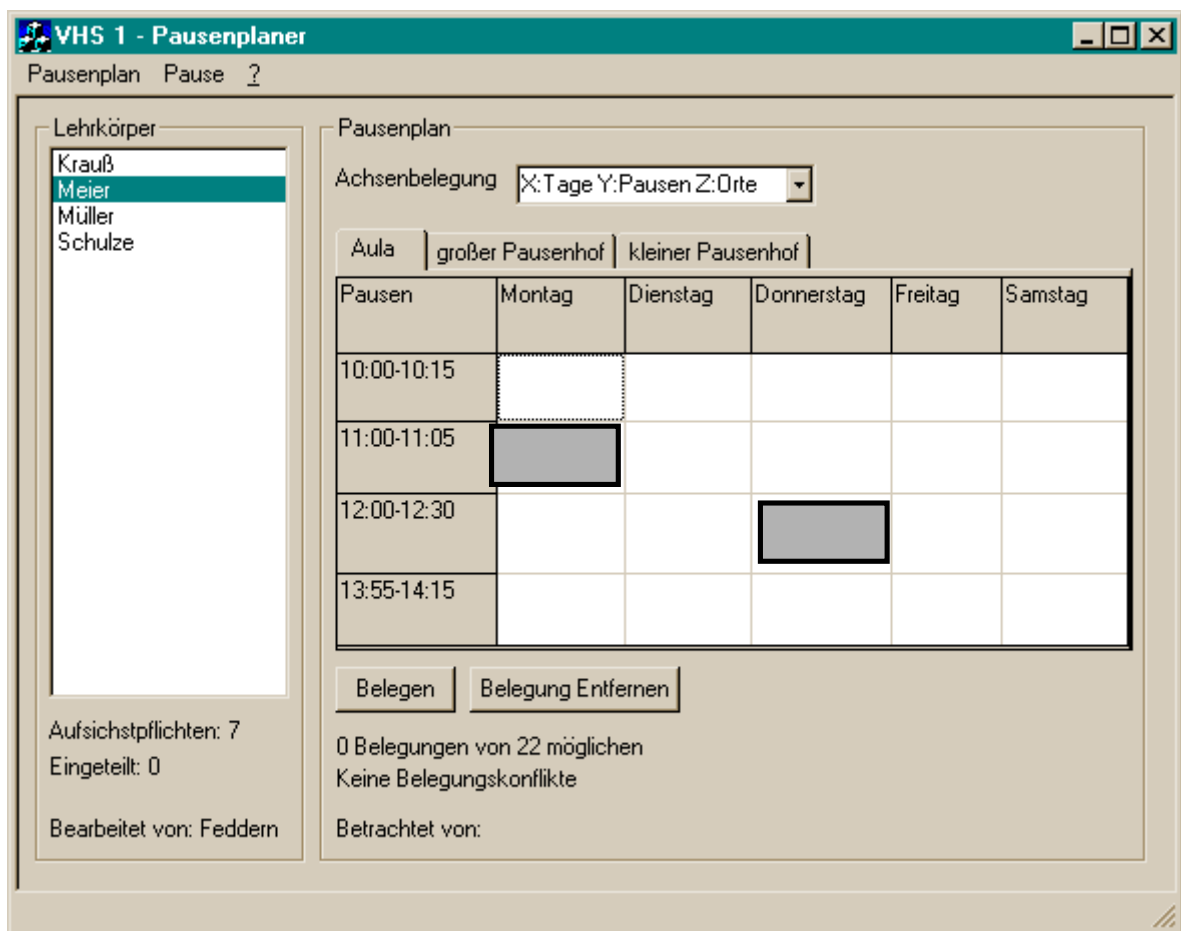 VHS 1 - Pausenplaner
Pausenplan Pause ?
Lehrkörper
Krauß
Meier
Müller
Schulze
Aufsichstpflichten: 7
Eingeteilt: 0
Bearbeitet von: Feddern
Pausenplan
Achsenbelegung X:Tage Y:Pausen Z:Orte
Aula großer Pausenhof kleiner Pausenhof
Pausen Montag Dienstag Donnerstag Freitag Samstag
10:00-10:15
11:00-11:05
12:00-12:30
13:55-14:15
Belegen Belegung Entfernen
0 Belegungen von 22 möglichen
Keine Belegungskonflikte
Betrachtet von: